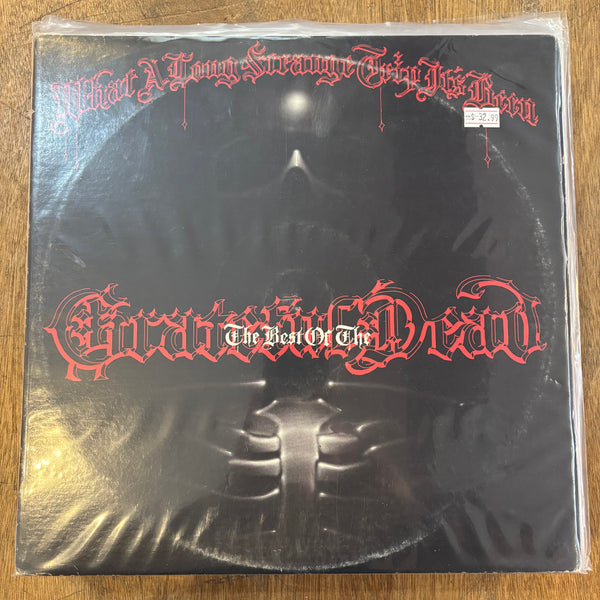 What A Long Strange Trip It's Been
$ 32.99
Grateful Dead
The Best Of The